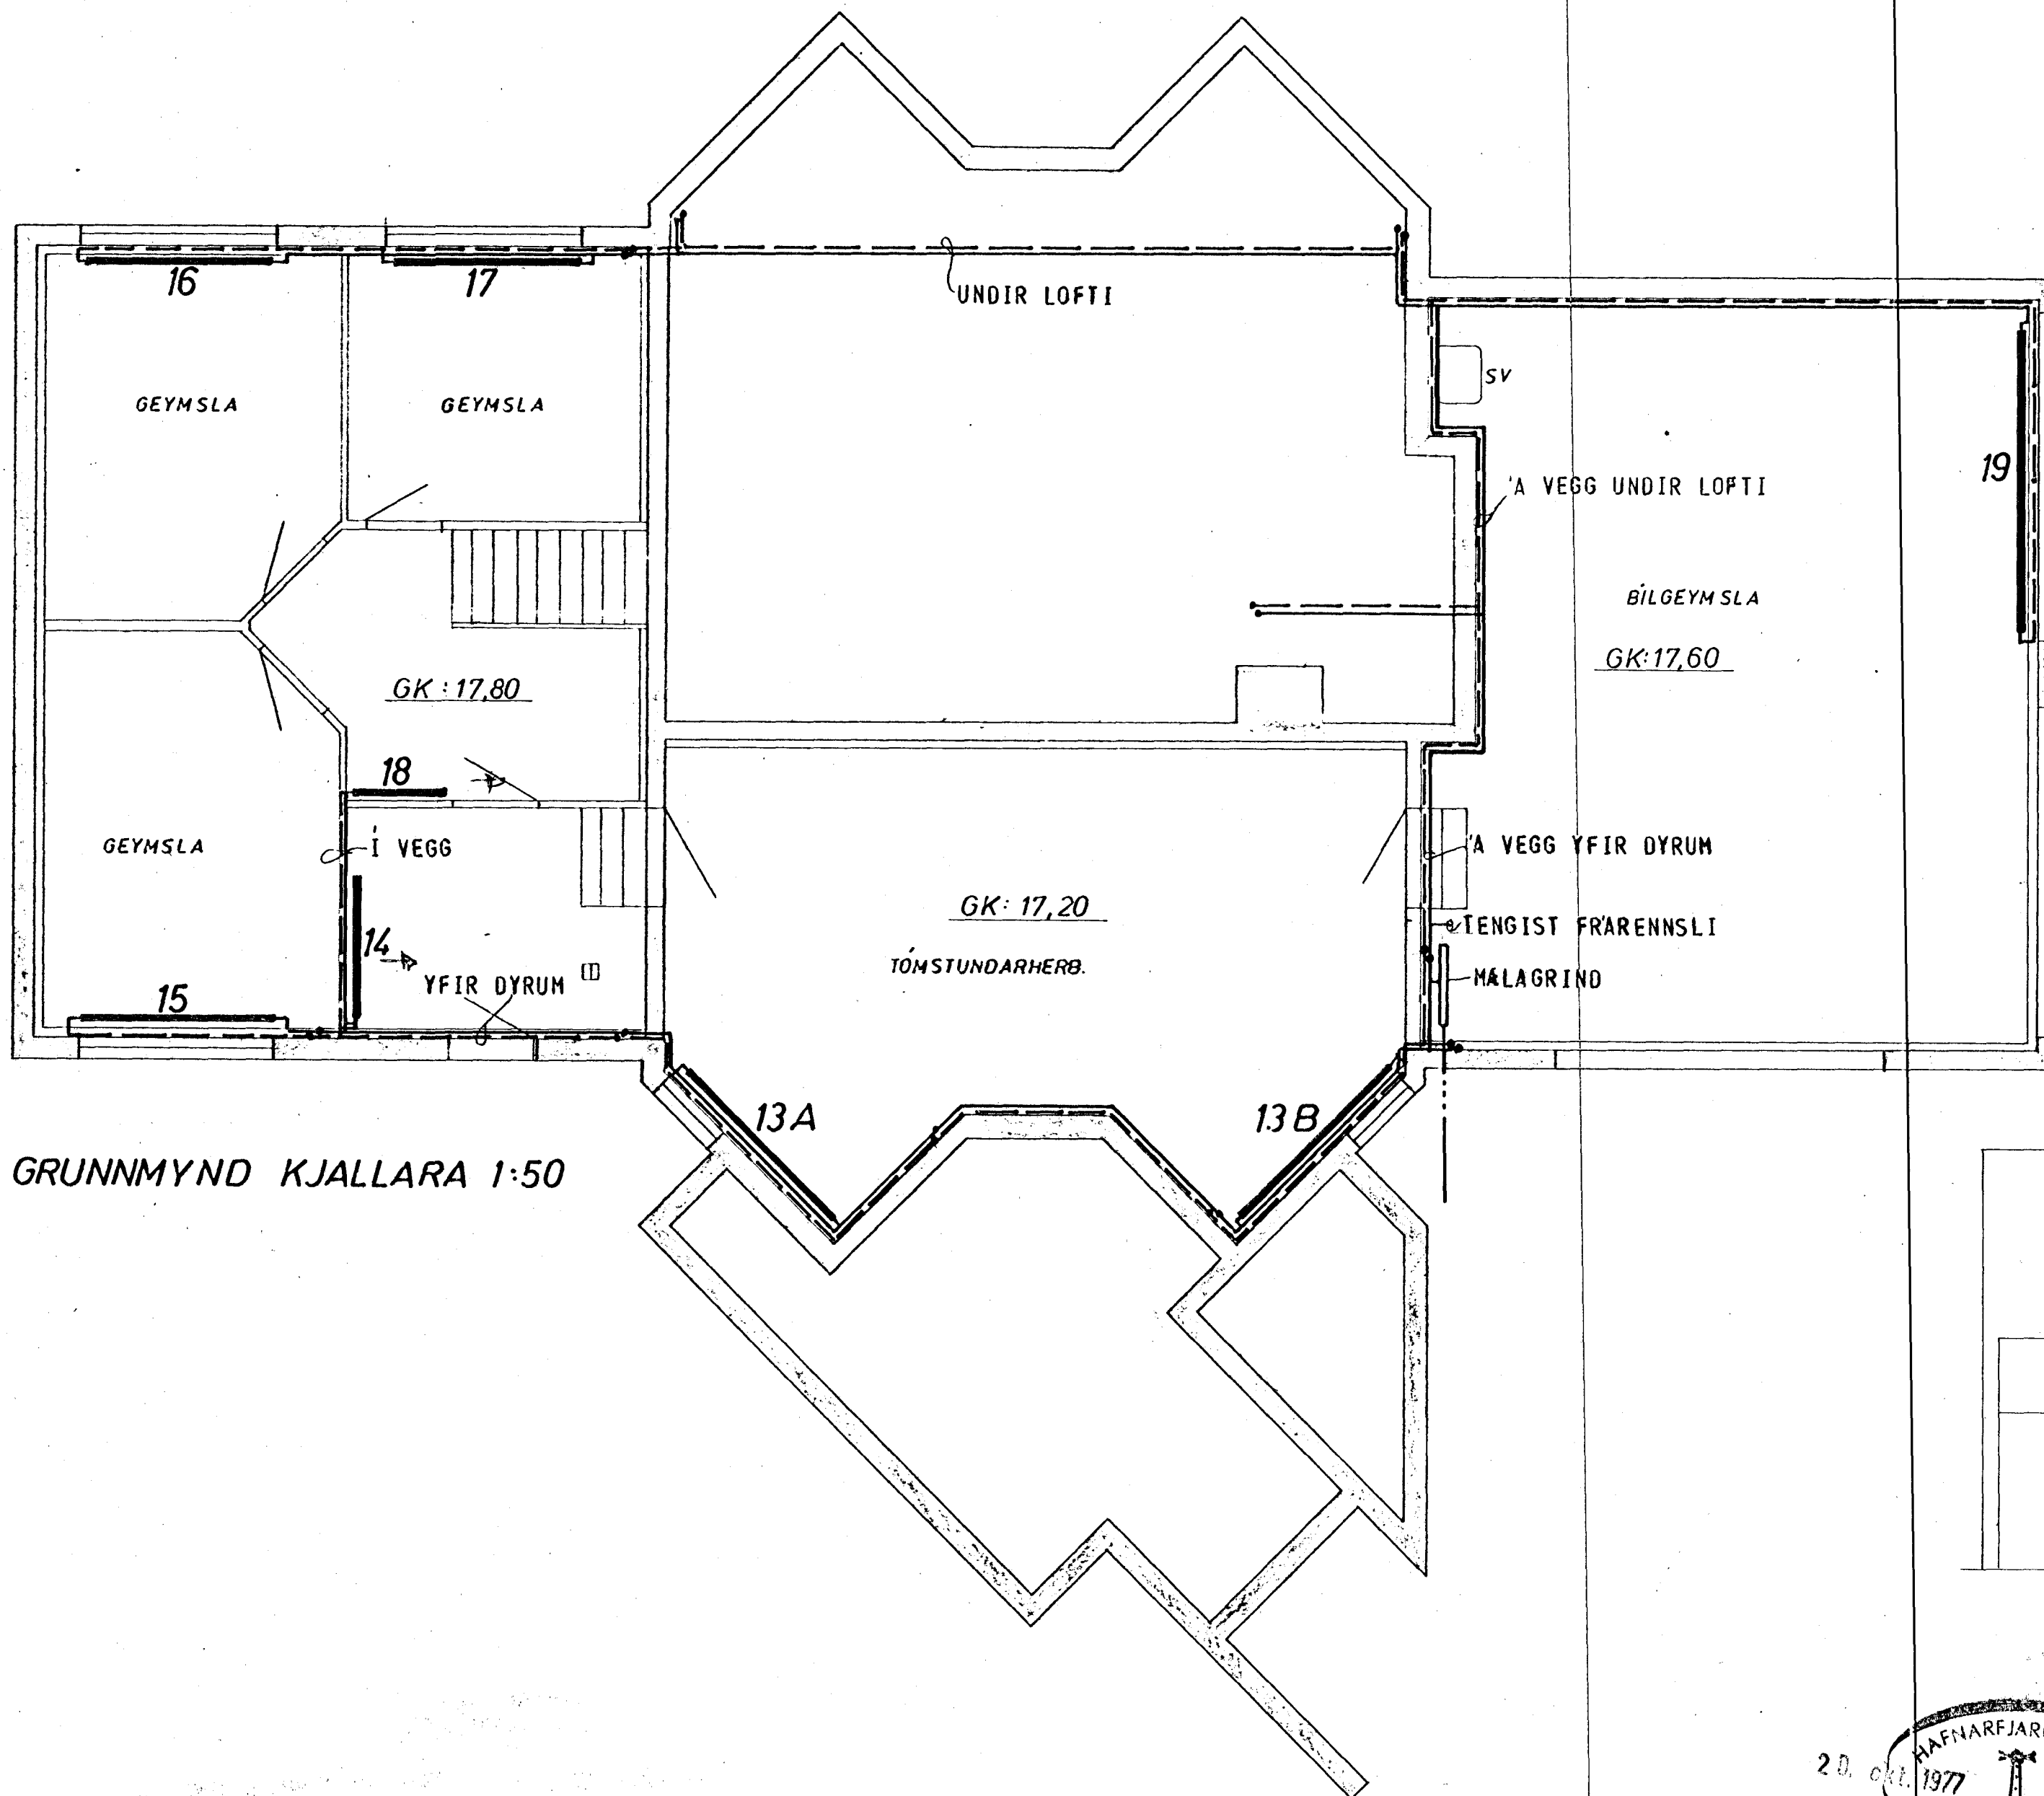 16
17
UNDIR LOFTI
GEYMSLA
GEYMSLA
SV
19
'A VEGG UNDIR LOFTI
BÍLGEYMSLA
GK:17,60
GK:17,80
18
GEYMSLA
Í VEGG
'A VEGG YFIR DYRUM
GK: 17,20
TENGIST FRÁRENNSLI
14
TÓMSTUNDARHERB.
YFIR DYRUM
MÆLAGRIND
15
13A
13B
GRUNNMYND KJALLARA 1:50
HAFNARFJAR
20. okt. 1977